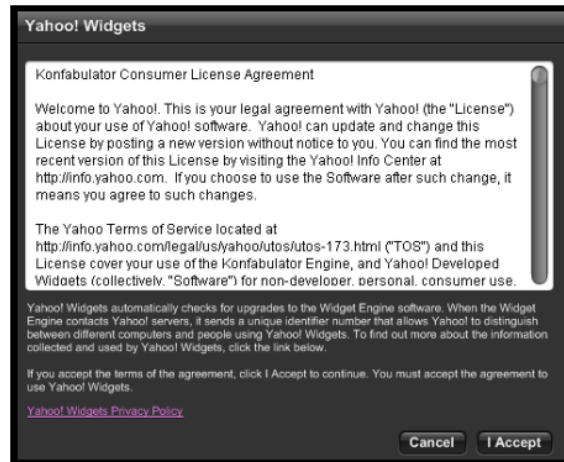 Yahoo! Widgets
Konfabulator Consumer License Agreement
Welcome to Yahoo!. This is your legal agreement with Yahoo! (the "License")
about your use of Yahoo! software. Yahoo! can update and change this
License by posting a new version without notice to you. You can find the most
recent version of this License by visiting the Yahoo! Info Center at
http://info.yahoo.com. If you choose to use the Software after such change, it
means you agree to such changes.
The Yahoo Terms of Service located at
http://info.yahoo.com/legal/us/yahoo/utos/utos-173.html ("TOS") and this
License cover your use of the Konfabulator Engine, and Yahoo! Developed
Widgets (collectively, "Software") for non-developer, personal, consumer use.
Yahoo! Widgets automatically checks for upgrades to the Widget Engine software. When the Widget
Engine contacts Yahoo! servers, it sends a unique identifier number that allows Yahoo! to distinguish
between different computers and people using Yahoo! Widgets. To find out more about the information
collected and used by Yahoo! Widgets, click the link below.
If you accept the terms of the agreement, click I Accept to continue. You must accept the agreement to
use Yahoo! Widgets.
Yahoo! Widgets Privacy Policy
Cancel I Accept